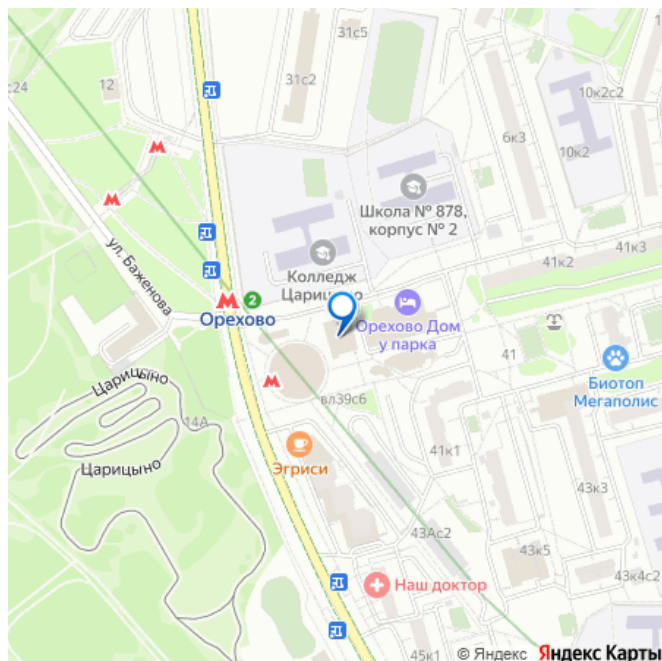 31с5
31с2
12
с24
10к2с2
6к3
10к2
Школа № 878,
корпус № 2
ул. Баженова
Колледж
Царицыно
41к3
41к2
2
Орехово
Орехово Дом
у парка
41
Биотоп
Мегаполис
Царицыно
вл39с6
14А
Царицыно
Эгриси
41к1
43к3
43Ас2
43к5
43к4с2
Наш доктор
45к1
© Яндекс Яндекс Карты